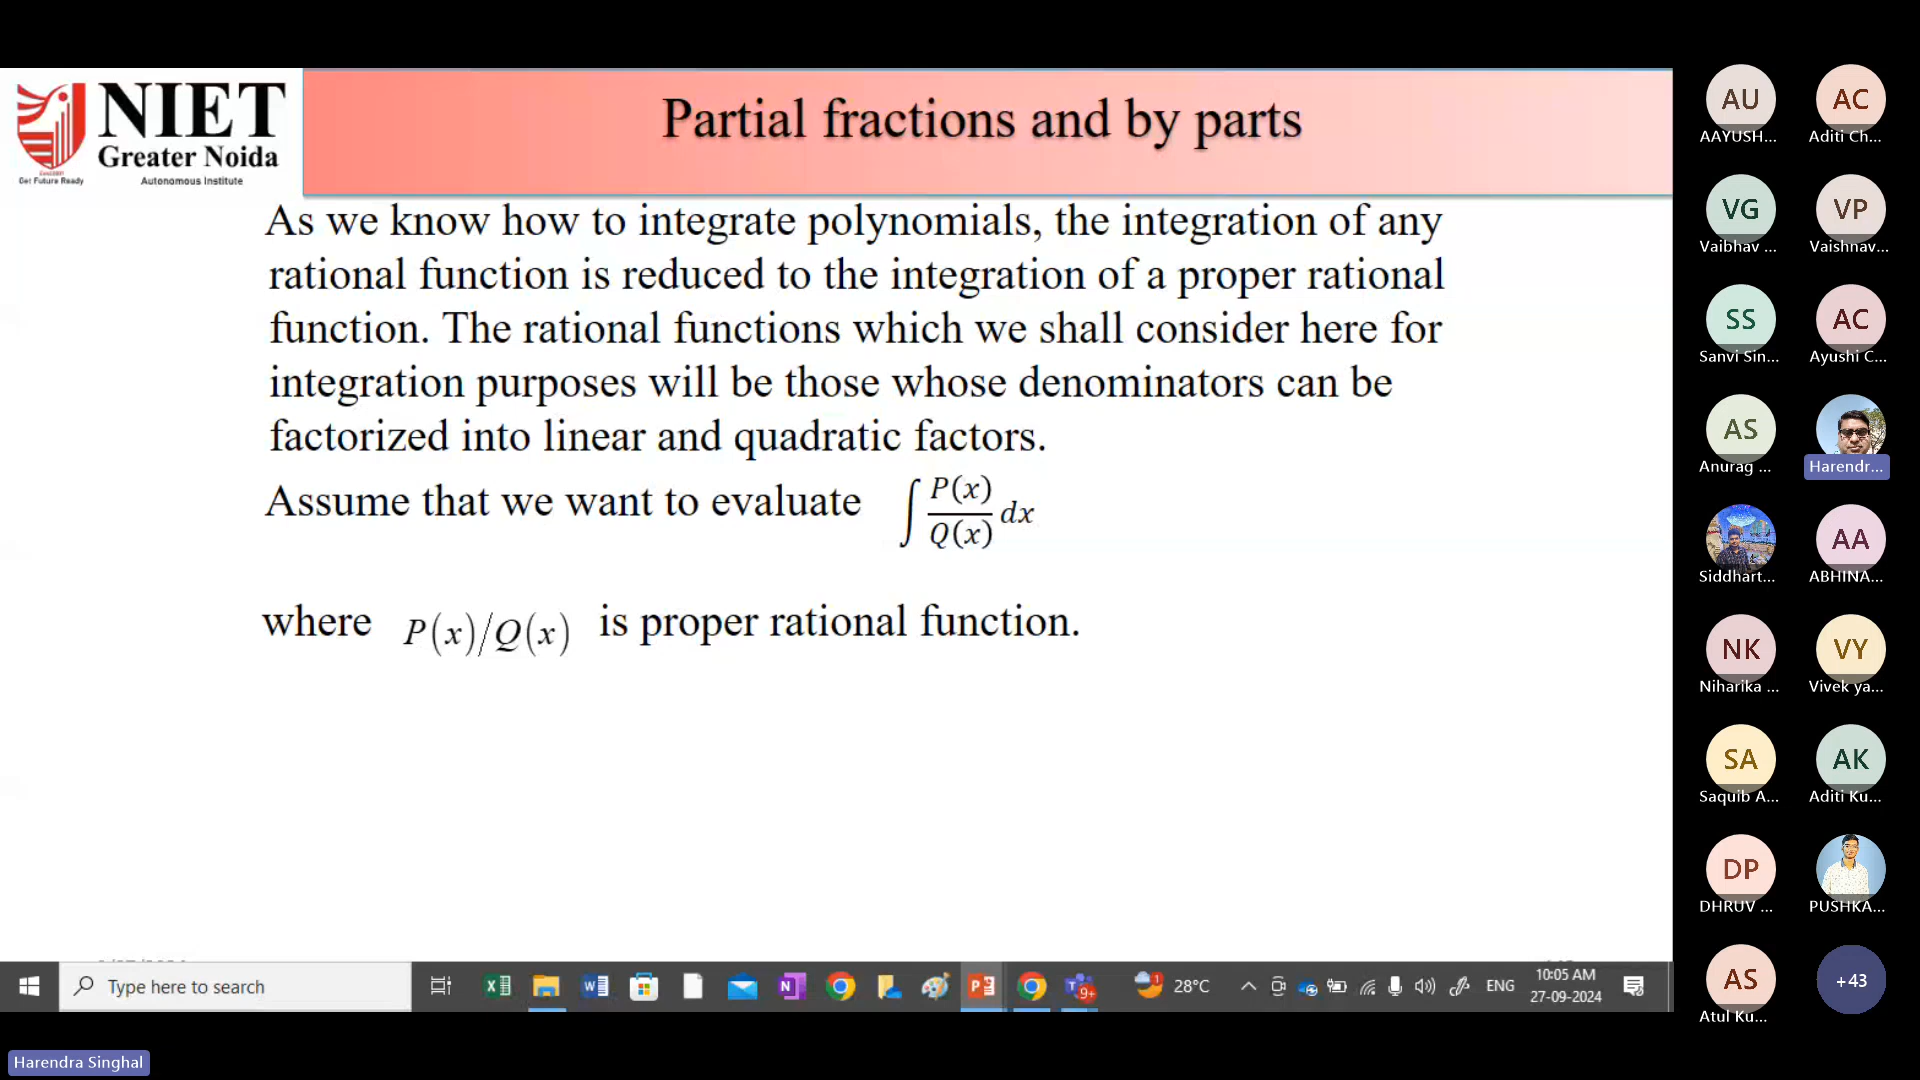 NIET
Greater Noida
Get Future Ready
Autonomous Institute
Partial fractions and by parts
As we know how to integrate polynomials, the integration of any
rational function is reduced to the integration of a proper rational
function. The rational functions which we shall consider here for
integration purposes will be those whose denominators can be
factorized into linear and quadratic factors.
Assume that we want to evaluate ∫ P(x)/Q(x) dx
where P(x)/Q(x) is proper rational function.
AU
AAYUSH...
AC
Aditi Ch...
VG
Vaibhav ...
VP
Vaishnav...
SS
Sanvi Sin...
AC
Ayushi C...
AS
Anurag ...
Harendr...
Siddhart...
AA
ABHINA...
NK
Niharika ...
VY
Vivek ya...
SA
Saquib A...
AK
Aditi Ku...
DP
DHRUV ...
PUSHKA...
AS
Atul Ku...
+43
Type here to search
9+
1
28°C
ENG
10:05 AM
27-09-2024
Harendra Singhal